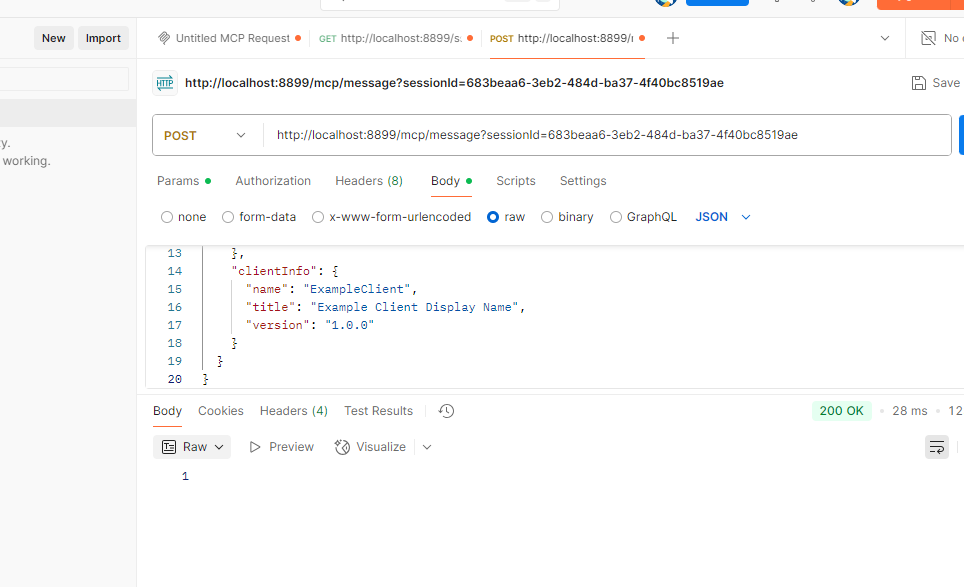 New Import
Untitled MCP Request GET http://localhost:8899/s POST http://localhost:8899/ No
HTTP http://localhost:8899/mcp/message?sessionId=683beaa6-3eb2-484d-ba37-4f40bc8519ae Save
y.
working.
POST http://localhost:8899/mcp/message?sessionId=683beaa6-3eb2-484d-ba37-4f40bc8519ae
Params Authorization Headers (8) Body Scripts Settings
none form-data x-www-form-urlencoded raw binary GraphQL JSON
13 },
14 "clientInfo": {
15 "name": "ExampleClient",
16 "title": "Example Client Display Name",
17 "version": "1.0.0"
18 }
19 }
20 }
Body Cookies Headers (4) Test Results 200 OK 28 ms 12
Raw Preview Visualize
1